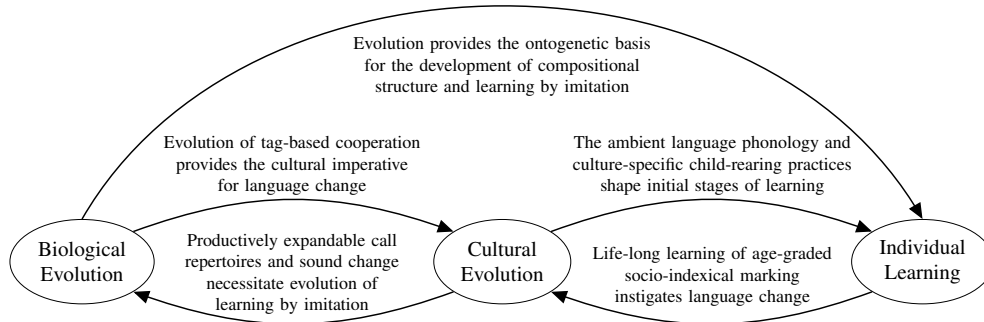 Evolution provides the ontogenetic basis
for the development of compositional
structure and learning by imitation
Evolution of tag-based cooperation
provides the cultural imperative
for language change
The ambient language phonology and
culture-specific child-rearing practices
shape initial stages of learning
Biological
Evolution
Productively expandable call
repertoires and sound change
necessitate evolution of
learning by imitation
Cultural
Evolution
Life-long learning of age-graded
socio-indexical marking
instigates language change
Individual
Learning